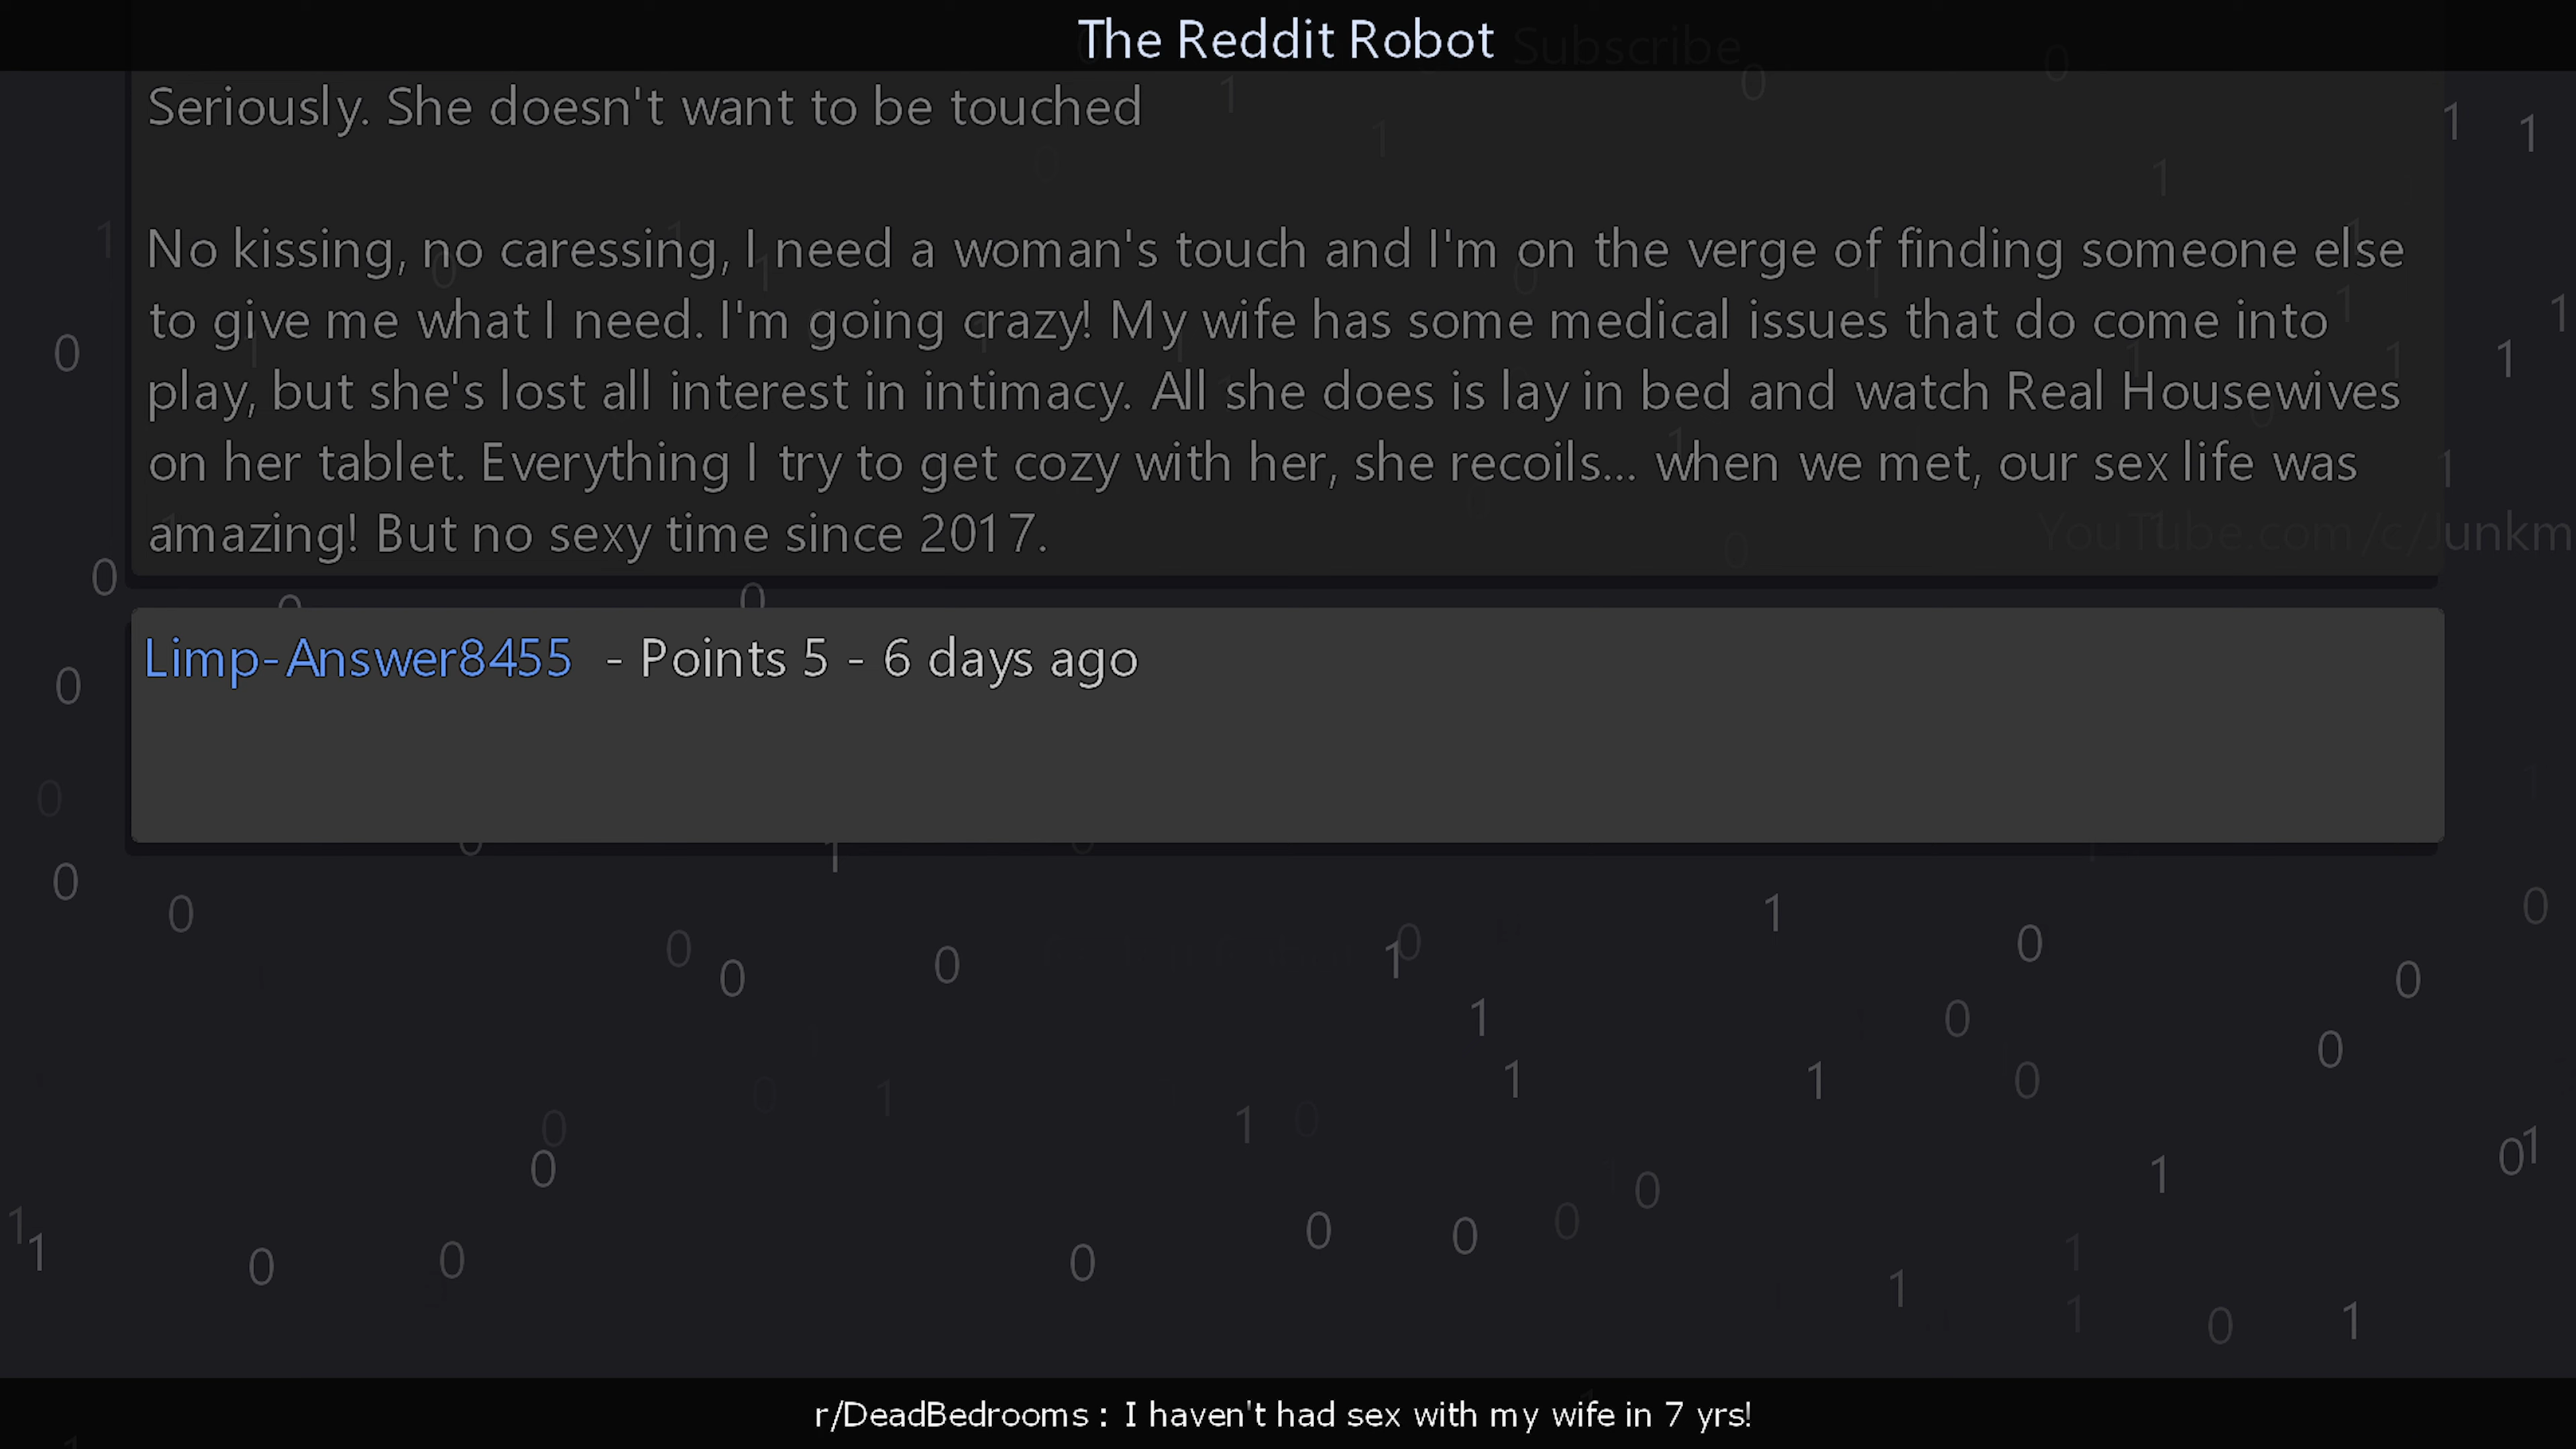 The Reddit Robot
Subscribe
Seriously. She doesn't want to be touched
No kissing, no caressing, I need a woman's touch and I'm on the verge of finding someone else
to give me what I need. I'm going crazy! My wife has some medical issues that do come into
play, but she's lost all interest in intimacy. All she does is lay in bed and watch Real Housewives
on her tablet. Everything I try to get cozy with her, she recoils... when we met, our sex life was
amazing! But no sexy time since 2017.
YouTube.com/c/Junkm
Limp-Answer8455 - Points 5 - 6 days ago
r/DeadBedrooms : I haven't had sex with my wife in 7 yrs!